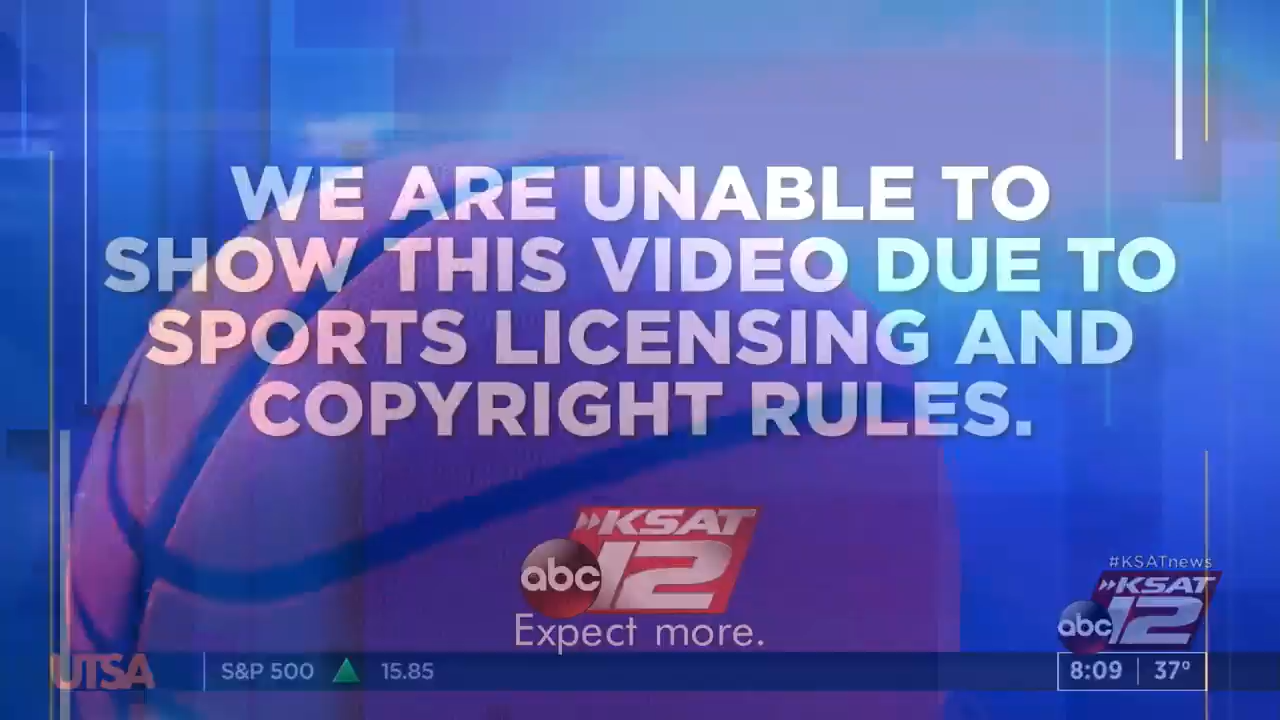 WE ARE UNABLE TO
SHOW THIS VIDEO DUE TO
SPORTS LICENSING AND
COPYRIGHT RULES.
KSAT
abc 12
Expect more.
#KSATnews
KSAT
abc 12
UTSA
S&P 500 15.85
8:09 37°